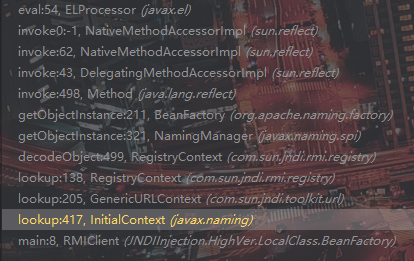 eval:54, ELProcessor (javax.el)
invoke0:-1, NativeMethodAccessorImpl (sun.reflect)
invoke:62, NativeMethodAccessorImpl (sun.reflect)
invoke:43, DelegatingMethodAccessorImpl (sun.reflect)
invoke:498, Method (java.lang.reflect)
getObjectInstance:211, BeanFactory (org.apache.naming.factory)
getObjectInstance:321, NamingManager (javax.naming.spi)
decodeObject:499, RegistryContext (com.sun.jndi.rmi.registry)
lookup:138, RegistryContext (com.sun.jndi.rmi.registry)
lookup:205, GenericURLContext (com.sun.jndi.toolkit.url)
lookup:417, InitialContext (javax.naming)
main:8, RMIClient (JNDIInjection.HighVer.LocalClass.BeanFactory)